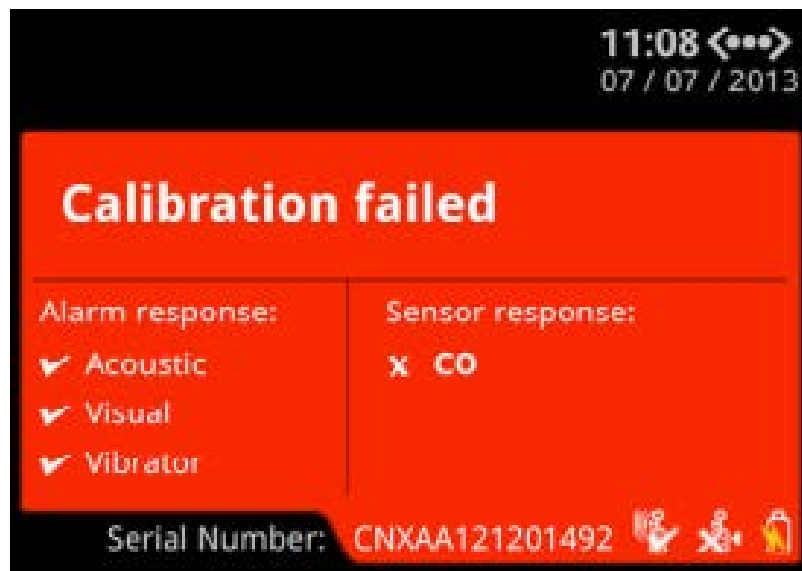 11:08
07 / 07 / 2013
Calibration failed
Alarm response:
Acoustic
Visual
Vibrator
Sensor response:
x CO
Serial Number: CNXAA121201492